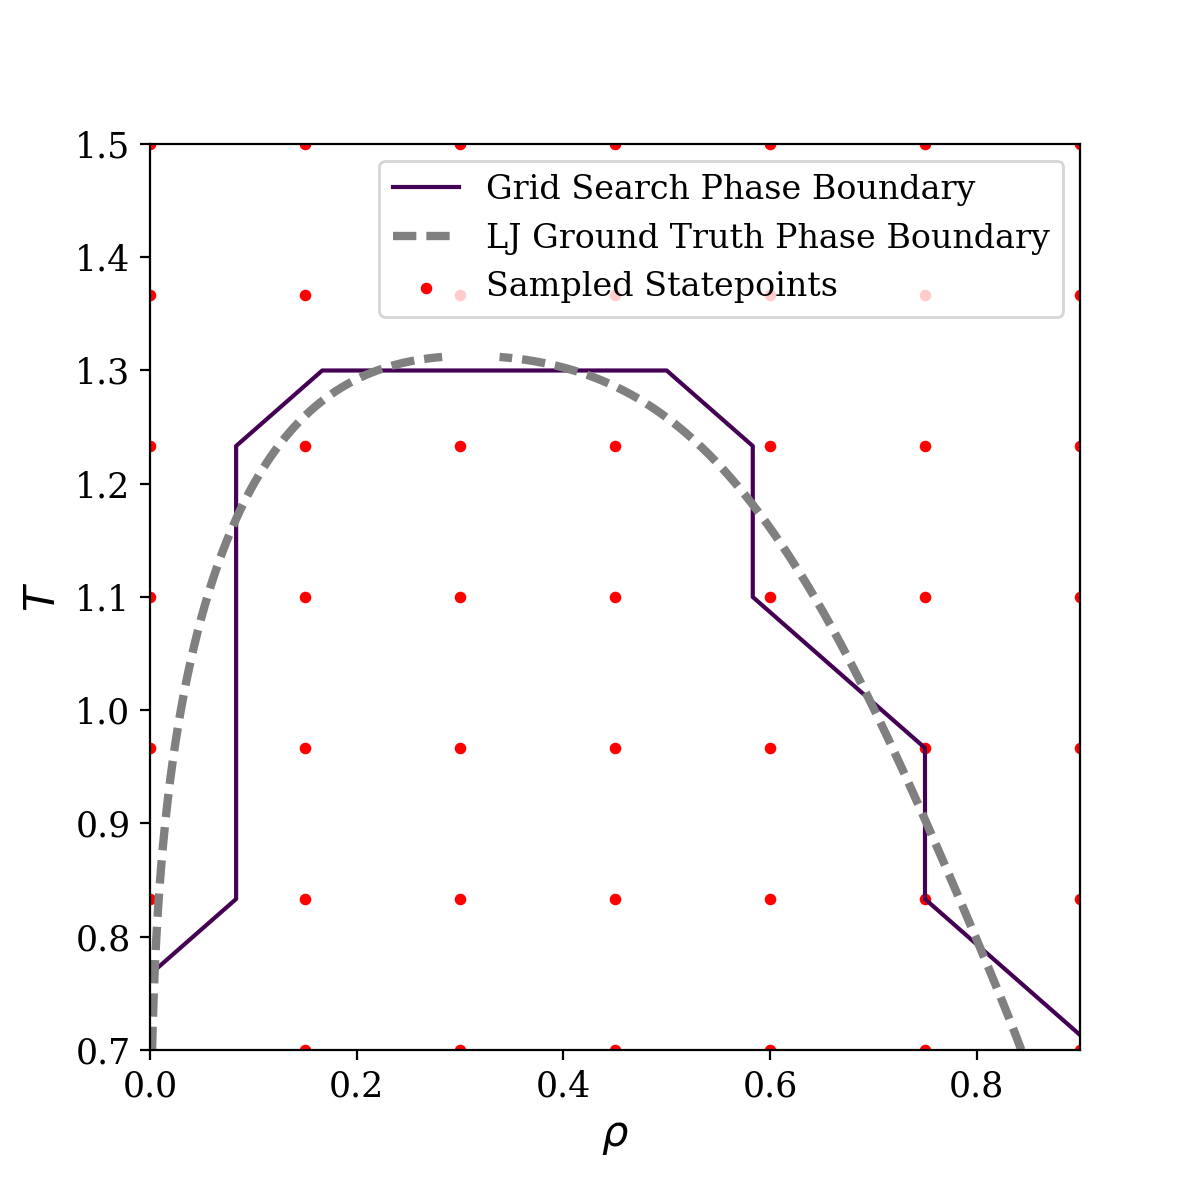 1.5
1.4
1.3
1.2
1.1
1.0
0.9
0.8
0.7
T
Grid Search Phase Boundary
LJ Ground Truth Phase Boundary
Sampled Statepoints
0.0 0.2 0.4 0.6 0.8
ρ